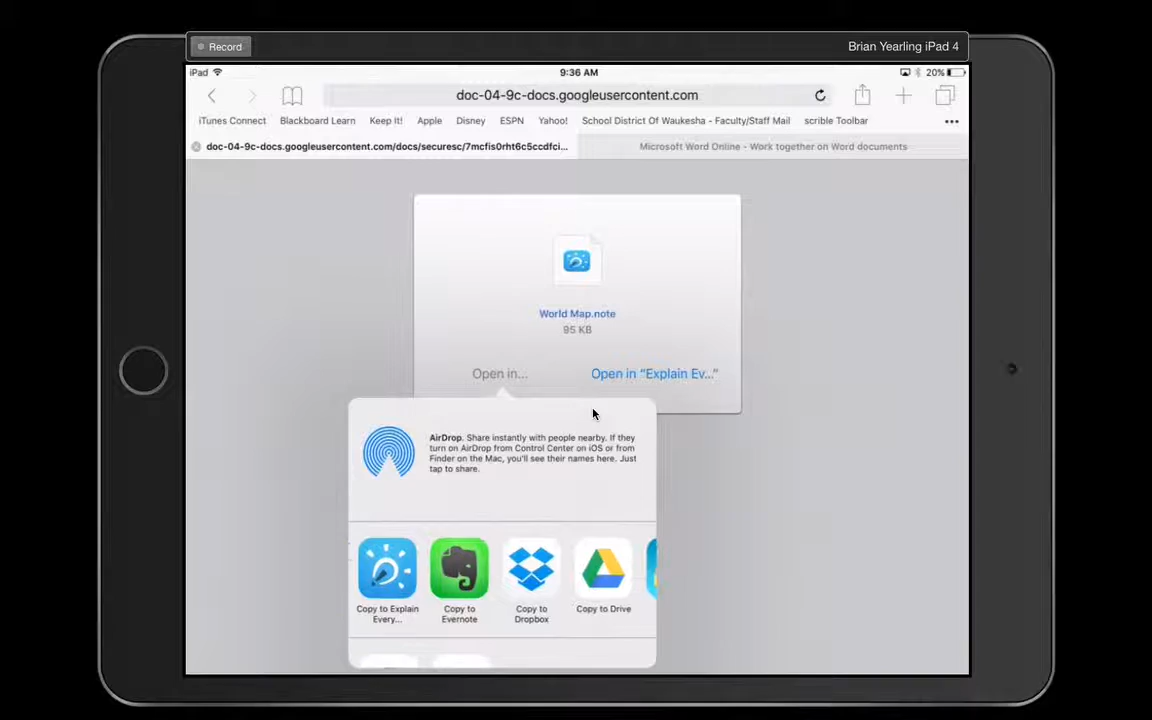 Record
Brian Yearling iPad 4
iPad
9:36 AM
20%
doc-04-9c-docs.googleusercontent.com
iTunes Connect Blackboard Learn Keep It! Apple Disney ESPN Yahoo! School District Of Waukesha - Faculty/Staff Mail scrible Toolbar
doc-04-9c-docs.googleusercontent.com/docs/securesc/7mcfis0rht6c5ccdfci...
Microsoft Word Online - Work together on Word documents
World Map.note
95 KB
Open in... Open in “Explain Ev...”
AirDrop. Share instantly with people nearby. If they
turn on AirDrop from Control Center on iOS or from
Finder on the Mac, you'll see their names here. Just
tap to share.
Copy to Explain
Every...
Copy to
Evernote
Copy to
Dropbox
Copy to Drive